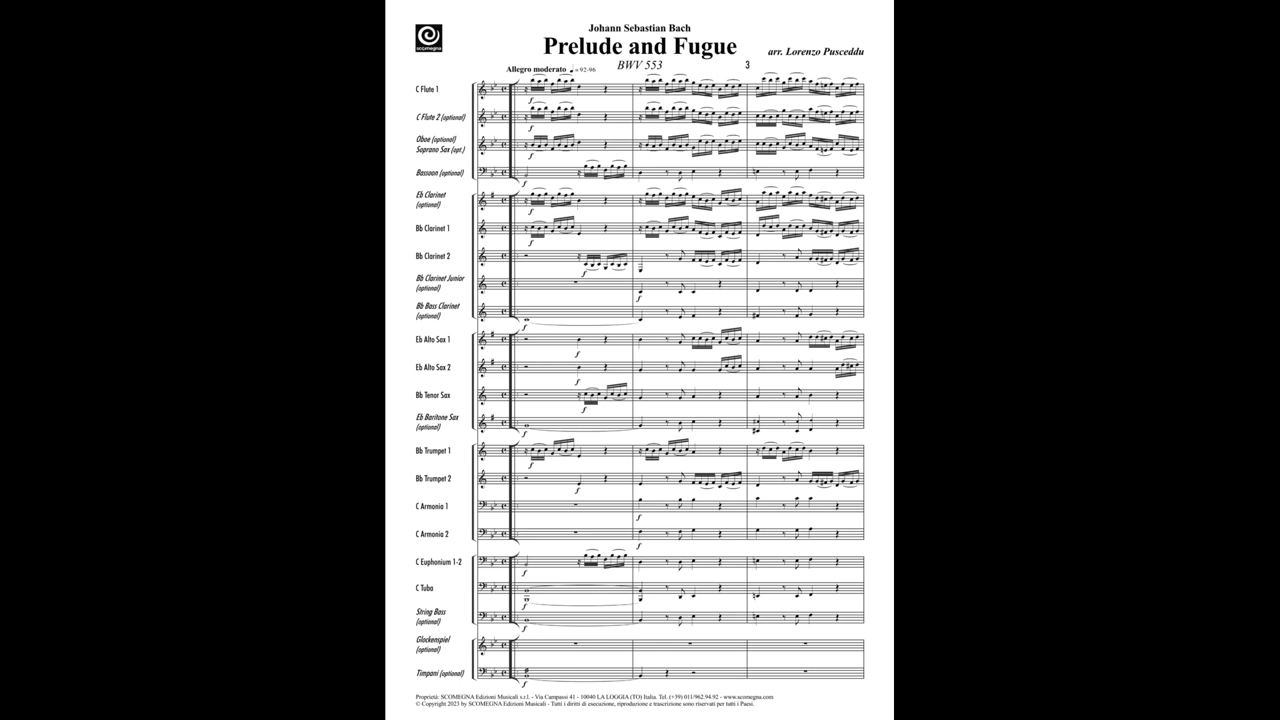 Johann Sebastian Bach
scomegna
Prelude and Fugue
arr. Lorenzo Pusceddu
BWV 553
3
Allegro moderato ♩ = 92-96
C Flute 1
f
C Flute 2 (optional)
f
Oboe (optional)
Soprano Sax (opt.)
f
Bassoon (optional)
f
Eb Clarinet
(optional)
f
Bb Clarinet 1
f
Bb Clarinet 2
f
Bb Clarinet Junior
(optional)
f
Bb Bass Clarinet
(optional)
f
Eb Alto Sax 1
f
Eb Alto Sax 2
f
Bb Tenor Sax
f
Eb Baritone Sax
(optional)
f
Bb Trumpet 1
f
Bb Trumpet 2
f
C Armonia 1
f
C Armonia 2
f
C Euphonium 1-2
f
C Tuba
f
String Bass
(optional)
f
Glockenspiel
(optional)
Timpani (optional)
f
Proprietà: SCOMEGNA Edizioni Musicali s.r.l. - Via Campassi 41 - 10040 LA LOGGIA (TO) Italia. Tel. (+39) 011/962.94.92 - www.scomegna.com
© Copyright 2023 by SCOMEGNA Edizioni Musicali - Tutti i diritti di esecuzione, riproduzione e trascrizione sono riservati per tutti i Paesi.